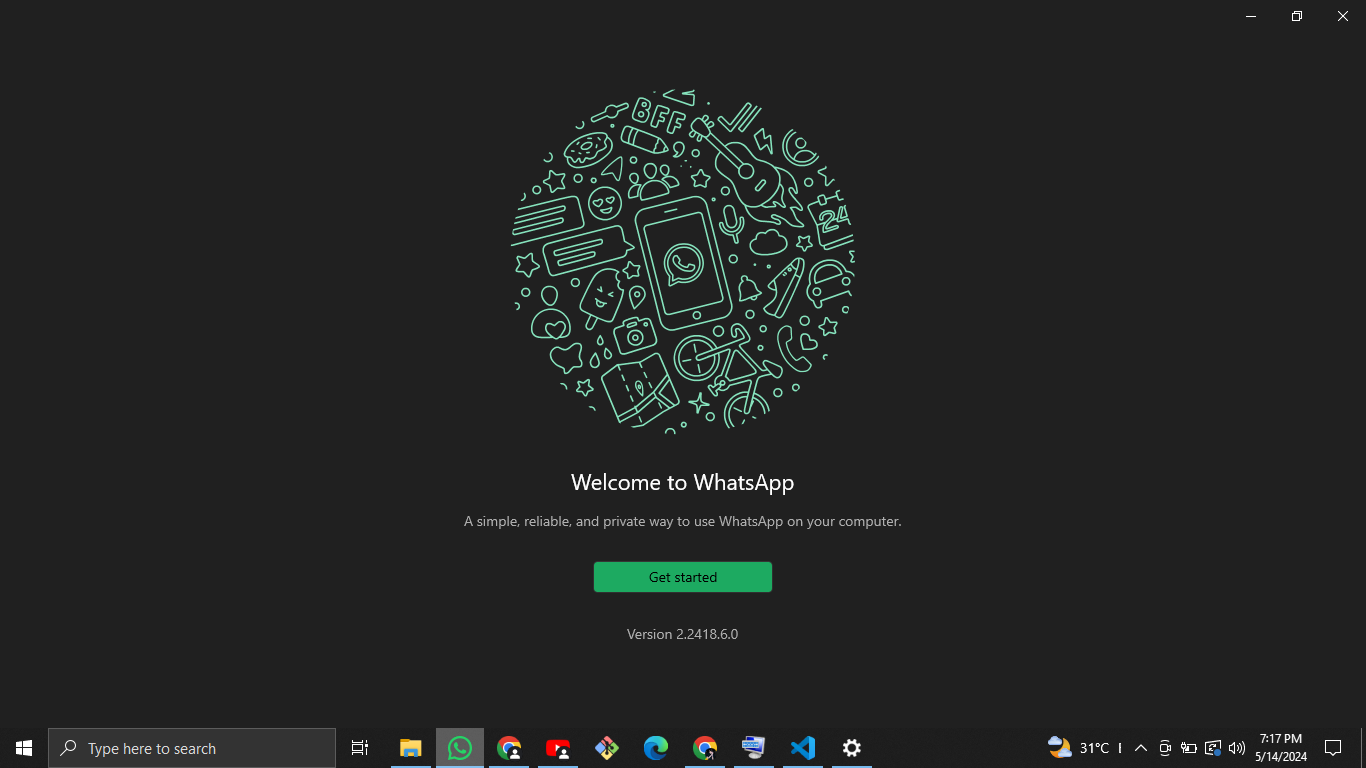 BFF
24
Welcome to WhatsApp
A simple, reliable, and private way to use WhatsApp on your computer.
Get started
Version 2.2418.6.0
Type here to search
31°C
7:17 PM
5/14/2024